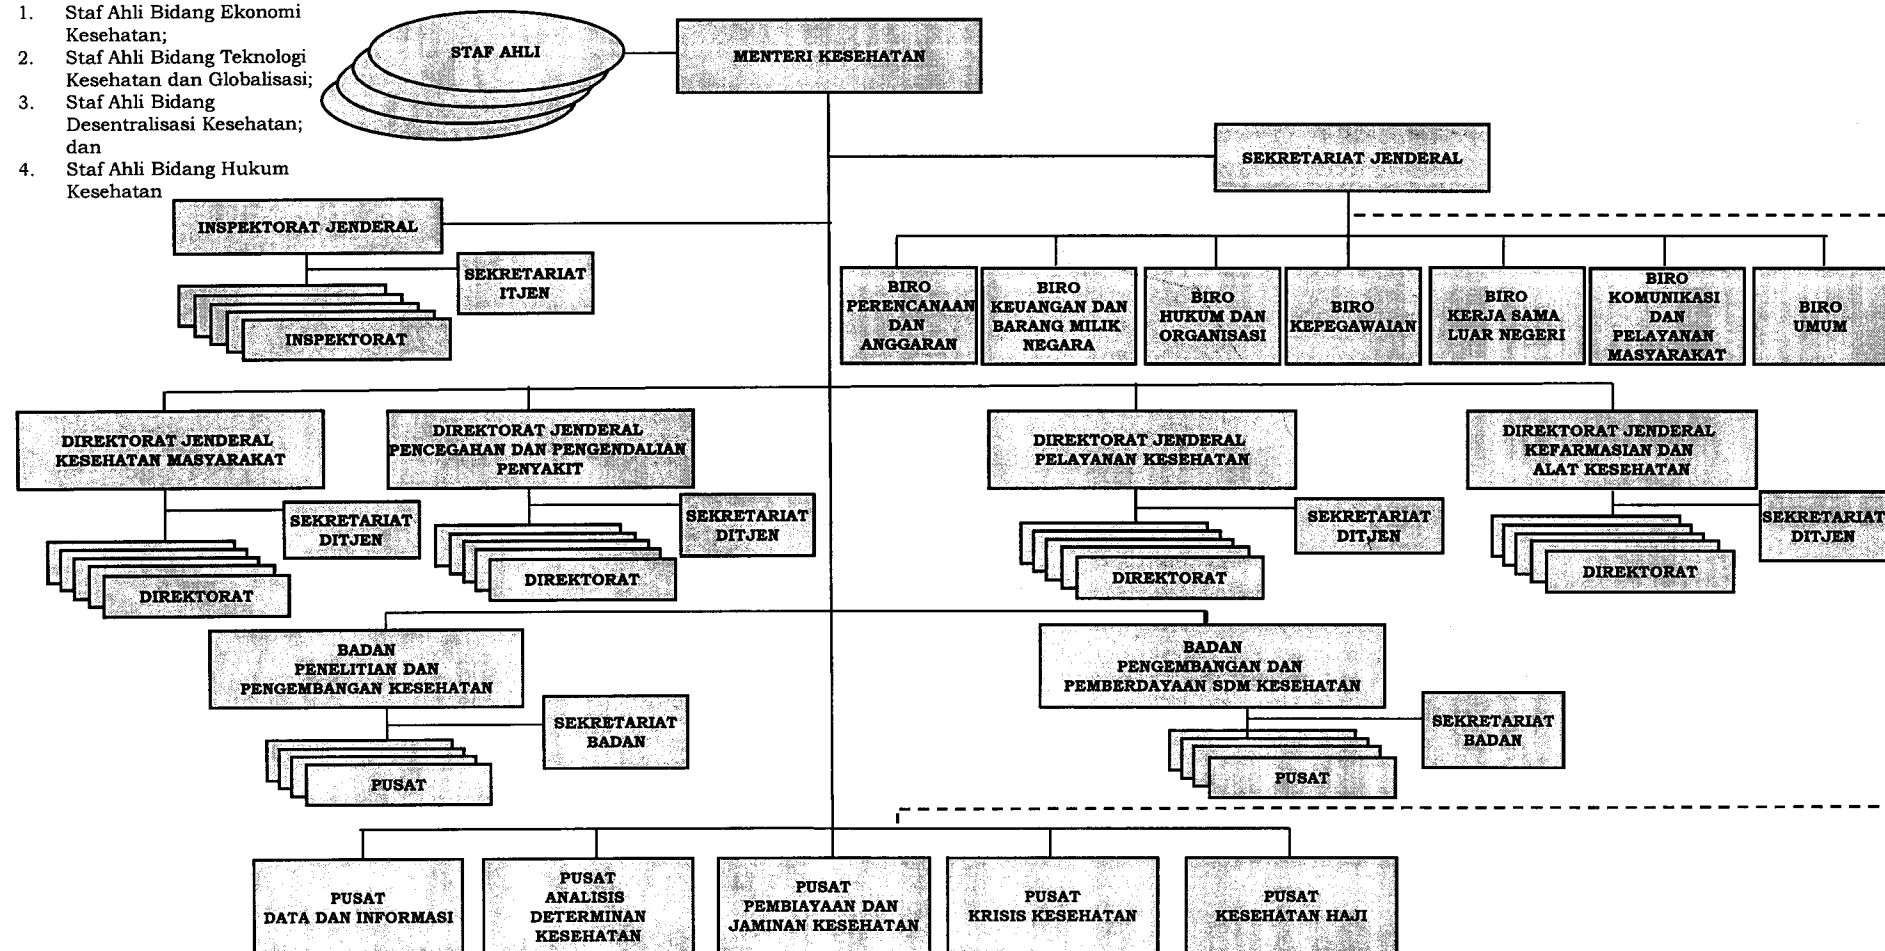 1. Staf Ahli Bidang Ekonomi
Kesehatan;
2. Staf Ahli Bidang Teknologi
Kesehatan dan Globalisasi;
3. Staf Ahli Bidang
Desentralisasi Kesehatan;
dan
4. Staf Ahli Bidang Hukum
Kesehatan
STAF AHLI
MENTERI KESEHATAN
SEKRETARIAT JENDERAL
INSPEKTORAT JENDERAL
SEKRETARIAT
ITJEN
INSPEKTORAT
BIRO
PERENCANAAN
DAN
ANGGARAN
BIRO
KEUANGAN DAN
BARANG MILIK
NEGARA
BIRO
HUKUM DAN
ORGANISASI
BIRO
KEPEGAWAIAN
BIRO
KERJA SAMA
LUAR NEGERI
BIRO
KOMUNIKASI
DAN
PELAYANAN
MASYARAKAT
BIRO
UMUM
DIREKTORAT JENDERAL
KESEHATAN MASYARAKAT
SEKRETARIAT
DITJEN
DIREKTORAT
DIREKTORAT JENDERAL
PENCEGAHAN DAN PENGENDALIAN
PENYAKIT
SEKRETARIAT
DITJEN
DIREKTORAT
DIREKTORAT JENDERAL
PELAYANAN KESEHATAN
SEKRETARIAT
DITJEN
DIREKTORAT
DIREKTORAT JENDERAL
KEFARMASIAN DAN
ALAT KESEHATAN
SEKRETARIAT
DITJEN
DIREKTORAT
BADAN
PENELITIAN DAN
PENGEMBANGAN KESEHATAN
SEKRETARIAT
BADAN
PUSAT
BADAN
PENGEMBANGAN DAN
PEMBERDAYAAN SDM KESEHATAN
SEKRETARIAT
BADAN
PUSAT
PUSAT
DATA DAN INFORMASI
PUSAT
ANALISIS
DETERMINAN
KESEHATAN
PUSAT
PEMBIAYAAN DAN
JAMINAN KESEHATAN
PUSAT
KRISIS KESEHATAN
PUSAT
KESEHATAN HAJI